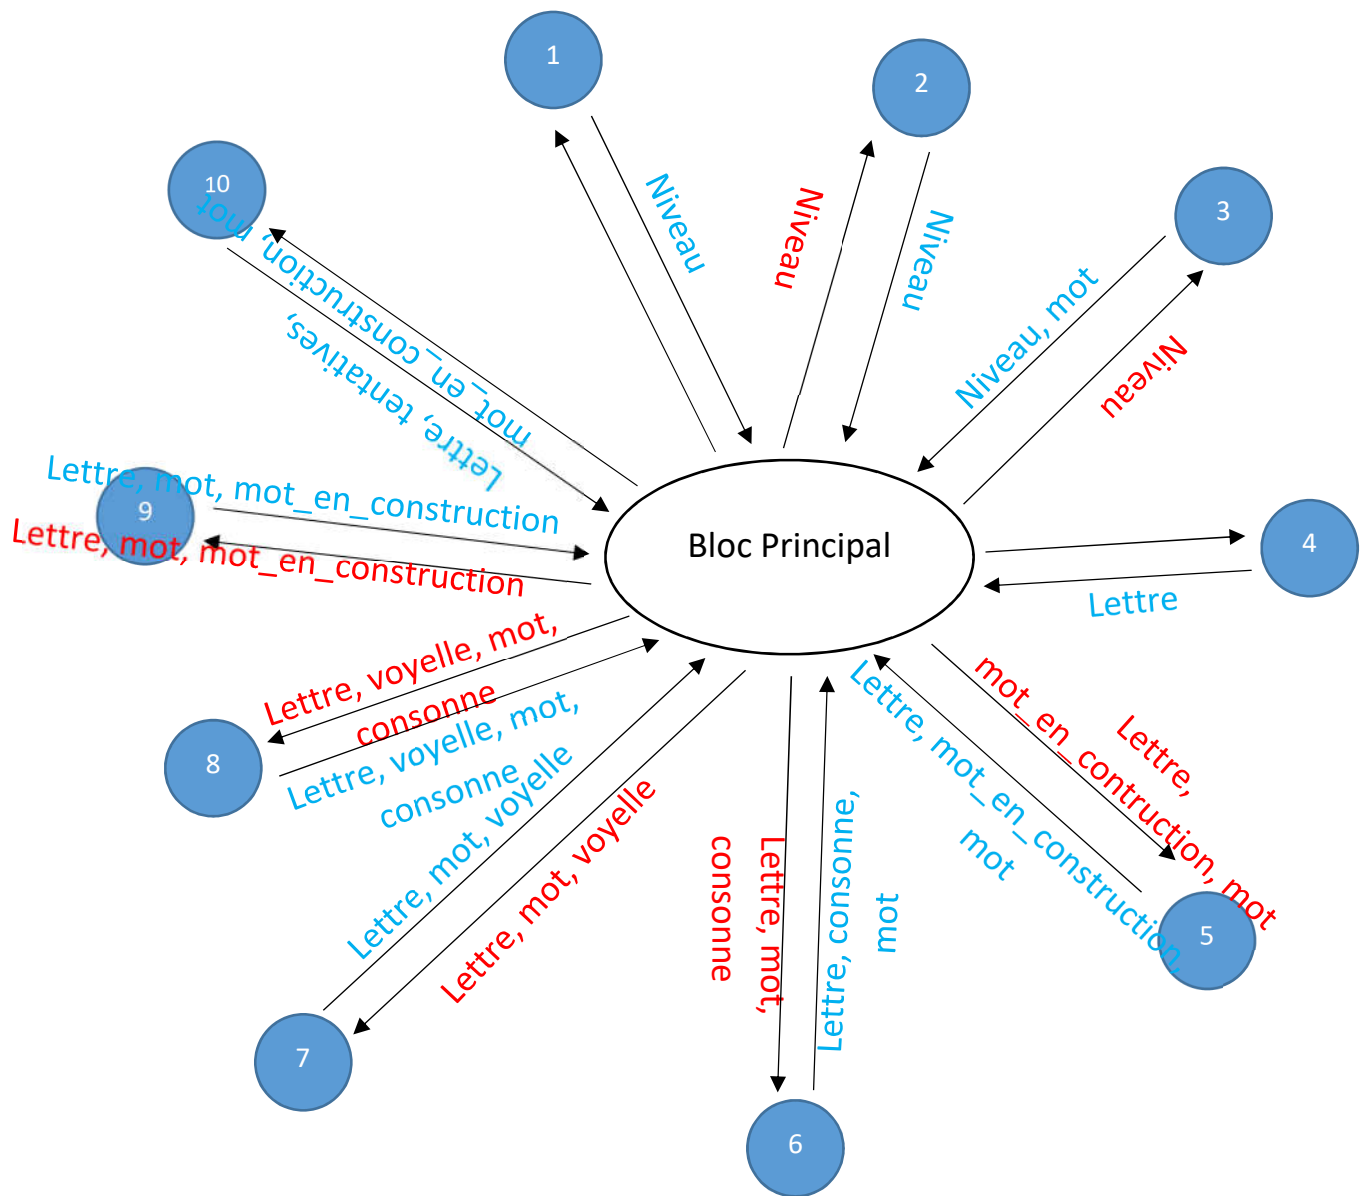 1
Niveau
2
Niveau
Niveau
3
Niveau, mot
Niveau
10
mot_en_construction, mot
Lettre, tentatives,
Bloc Principal
4
Lettre
9
Lettre, mot, mot_en_construction
Lettre, mot, mot_en_construction
8
Lettre, voyelle, mot,
consonne
Lettre, voyelle, mot,
consonne
7
Lettre, mot, voyelle
Lettre, mot, voyelle
6
Lettre, mot,
consonne
Lettre, consonne,
mot
5
Lettre,
mot_en_contruction, mot
Lettre, mot_en_construction,
mot